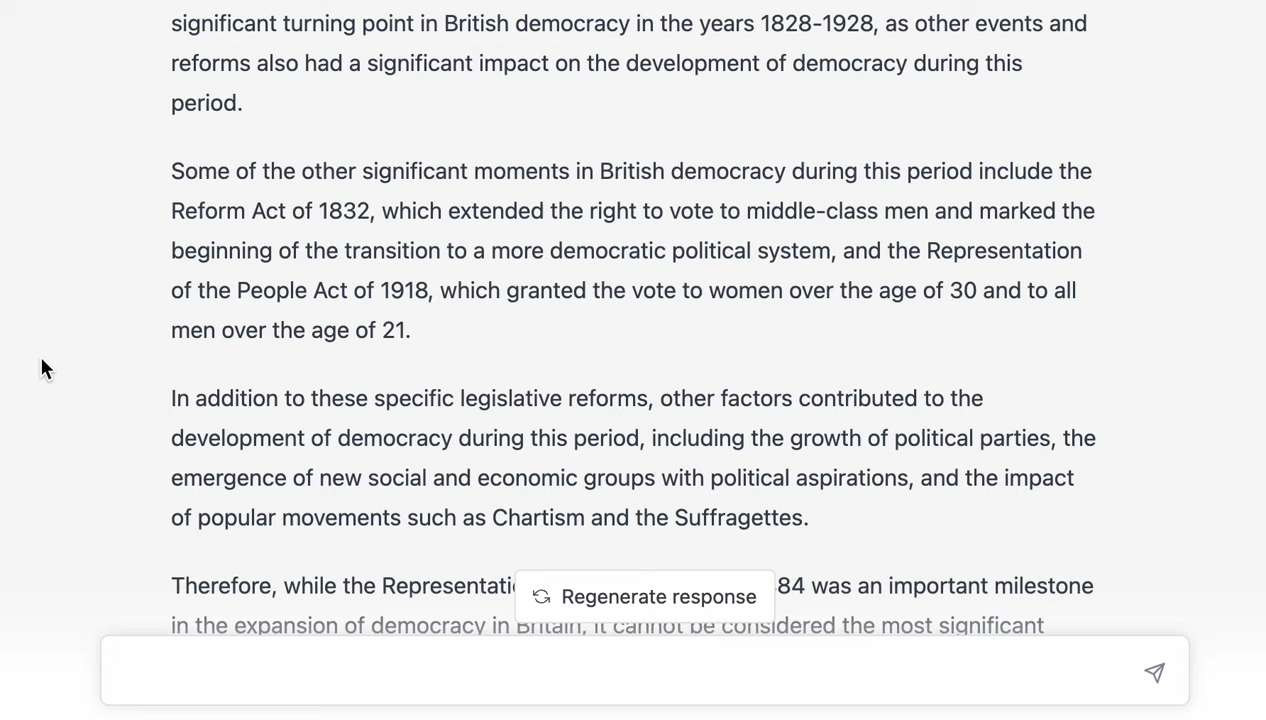 significant turning point in British democracy in the years 1828-1928, as other events and
reforms also had a significant impact on the development of democracy during this
period.
Some of the other significant moments in British democracy during this period include the
Reform Act of 1832, which extended the right to vote to middle-class men and marked the
beginning of the transition to a more democratic political system, and the Representation
of the People Act of 1918, which granted the vote to women over the age of 30 and to all
men over the age of 21.
In addition to these specific legislative reforms, other factors contributed to the
development of democracy during this period, including the growth of political parties, the
emergence of new social and economic groups with political aspirations, and the impact
of popular movements such as Chartism and the Suffragettes.
Therefore, while the 84 was an important milestone
Regenerate response
in the expansion of democracy in Britain, it cannot be considered the most significant